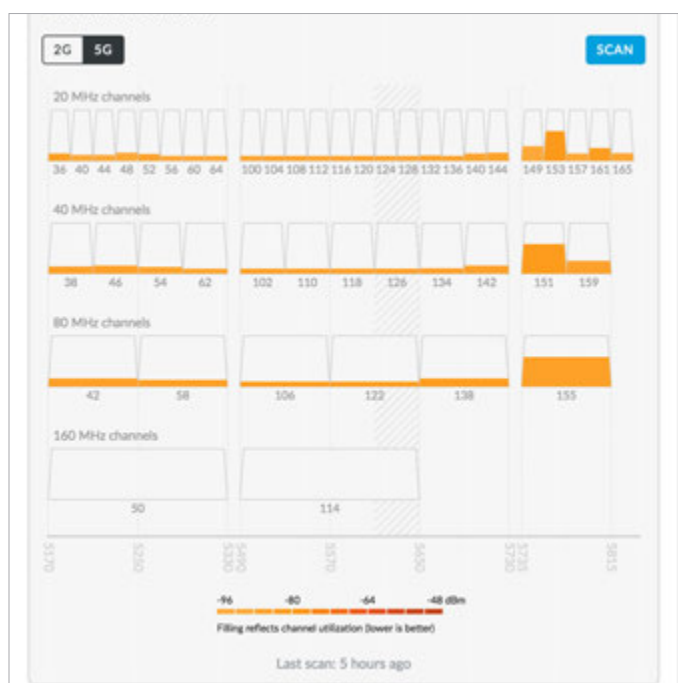 2G 5G SCAN
20 MHz channels
36 40 44 48 52 56 60 64 100 104 108 112 116 120 124 128 132 136 140 144 149 153 157 161 165
40 MHz channels
38 46 54 62 102 110 118 126 134 142 151 159
80 MHz channels
42 58 106 122 138 155
160 MHz channels
50 114
5170 5250 5330 5490 5570 5650 5730 5735 5815
-96 -80 -64 -48 dBm
Filling reflects channel utilization (lower is better)
Last scan: 5 hours ago